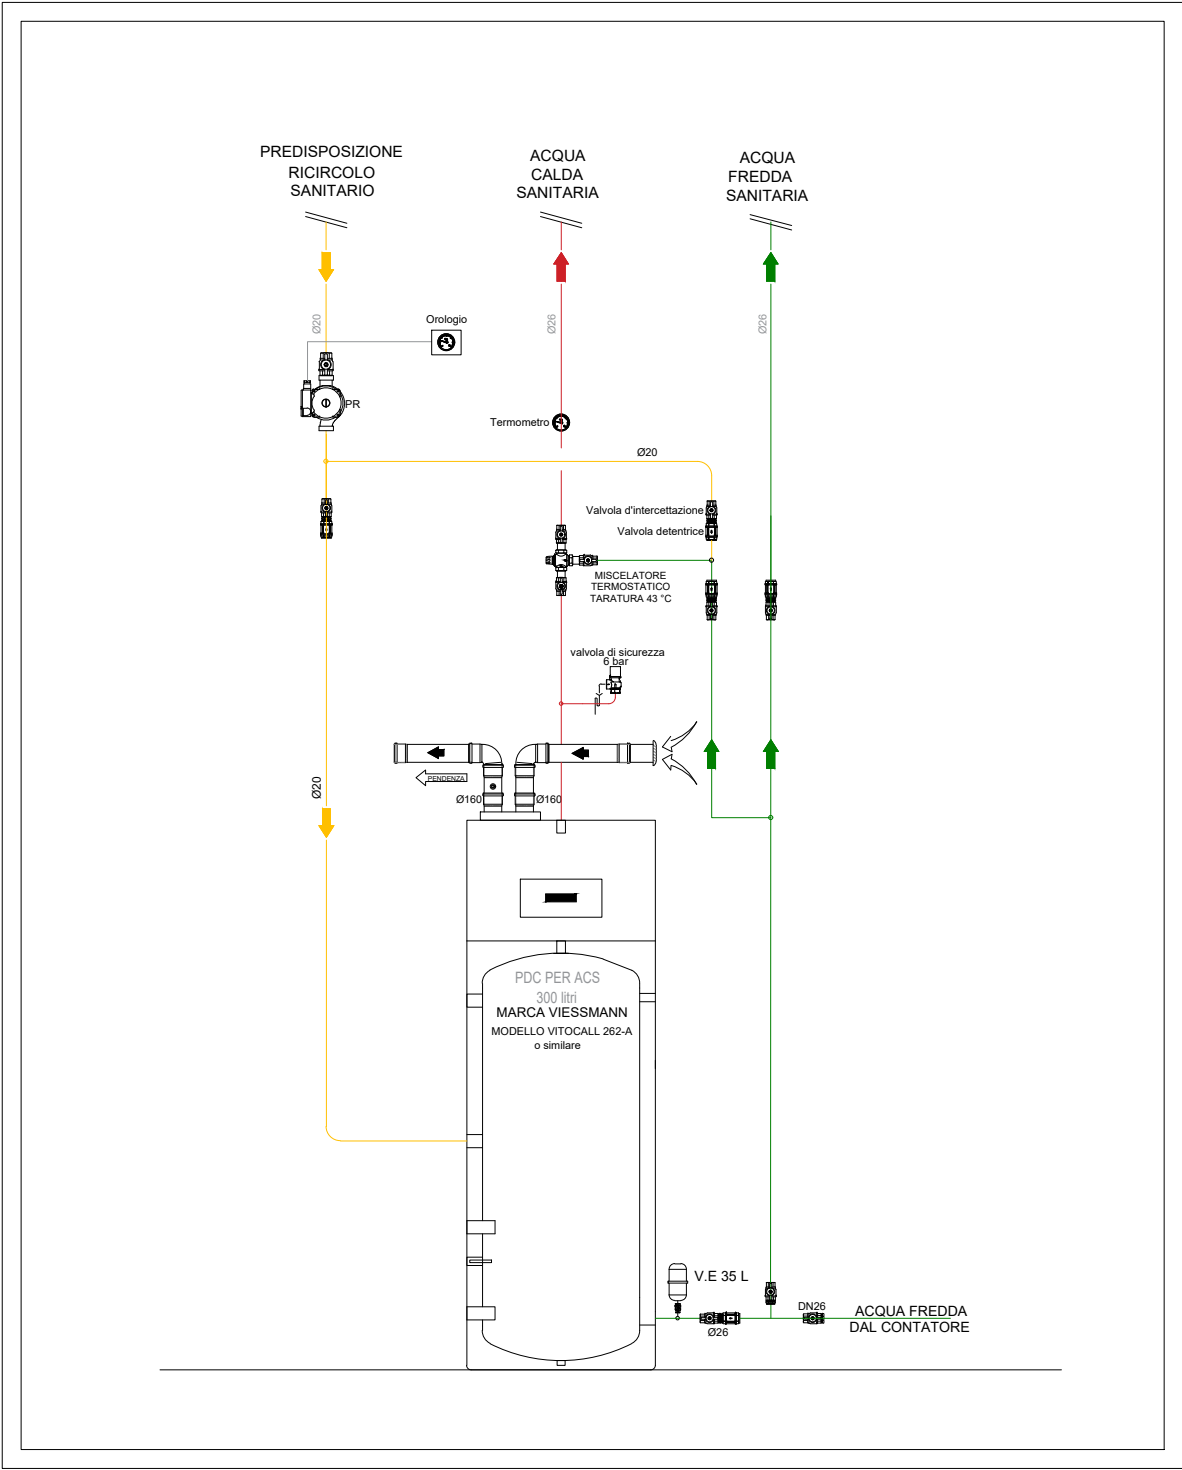 PREDISPOSIZIONE
RICIRCOLO
SANITARIO
ACQUA
CALDA
SANITARIA
ACQUA
FREDDA
SANITARIA
Ø20
Ø26
Ø26
Orologio
PR
Termometro
Ø20
Valvola d'intercettazione
Valvola detentrice
MISCELATORE
TERMOSTATICO
TARATURA 43 °C
valvola di sicurezza
6 bar
PENDENZA
Ø160
Ø160
Ø20
PDC PER ACS
300 litri
MARCA VIESSMANN
MODELLO VITOCALL 262-A
o similare
V.E 35 L
Ø26
DN26
ACQUA FREDDA
DAL CONTATORE